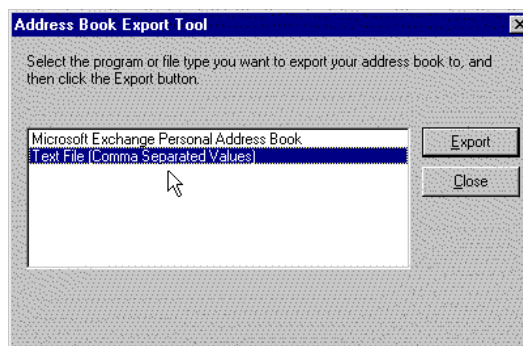 Address Book Export Tool
Select the program or file type you want to export your address book to, and
then click the Export button.
Microsoft Exchange Personal Address Book
Text File (Comma Separated Values)
Export
Close